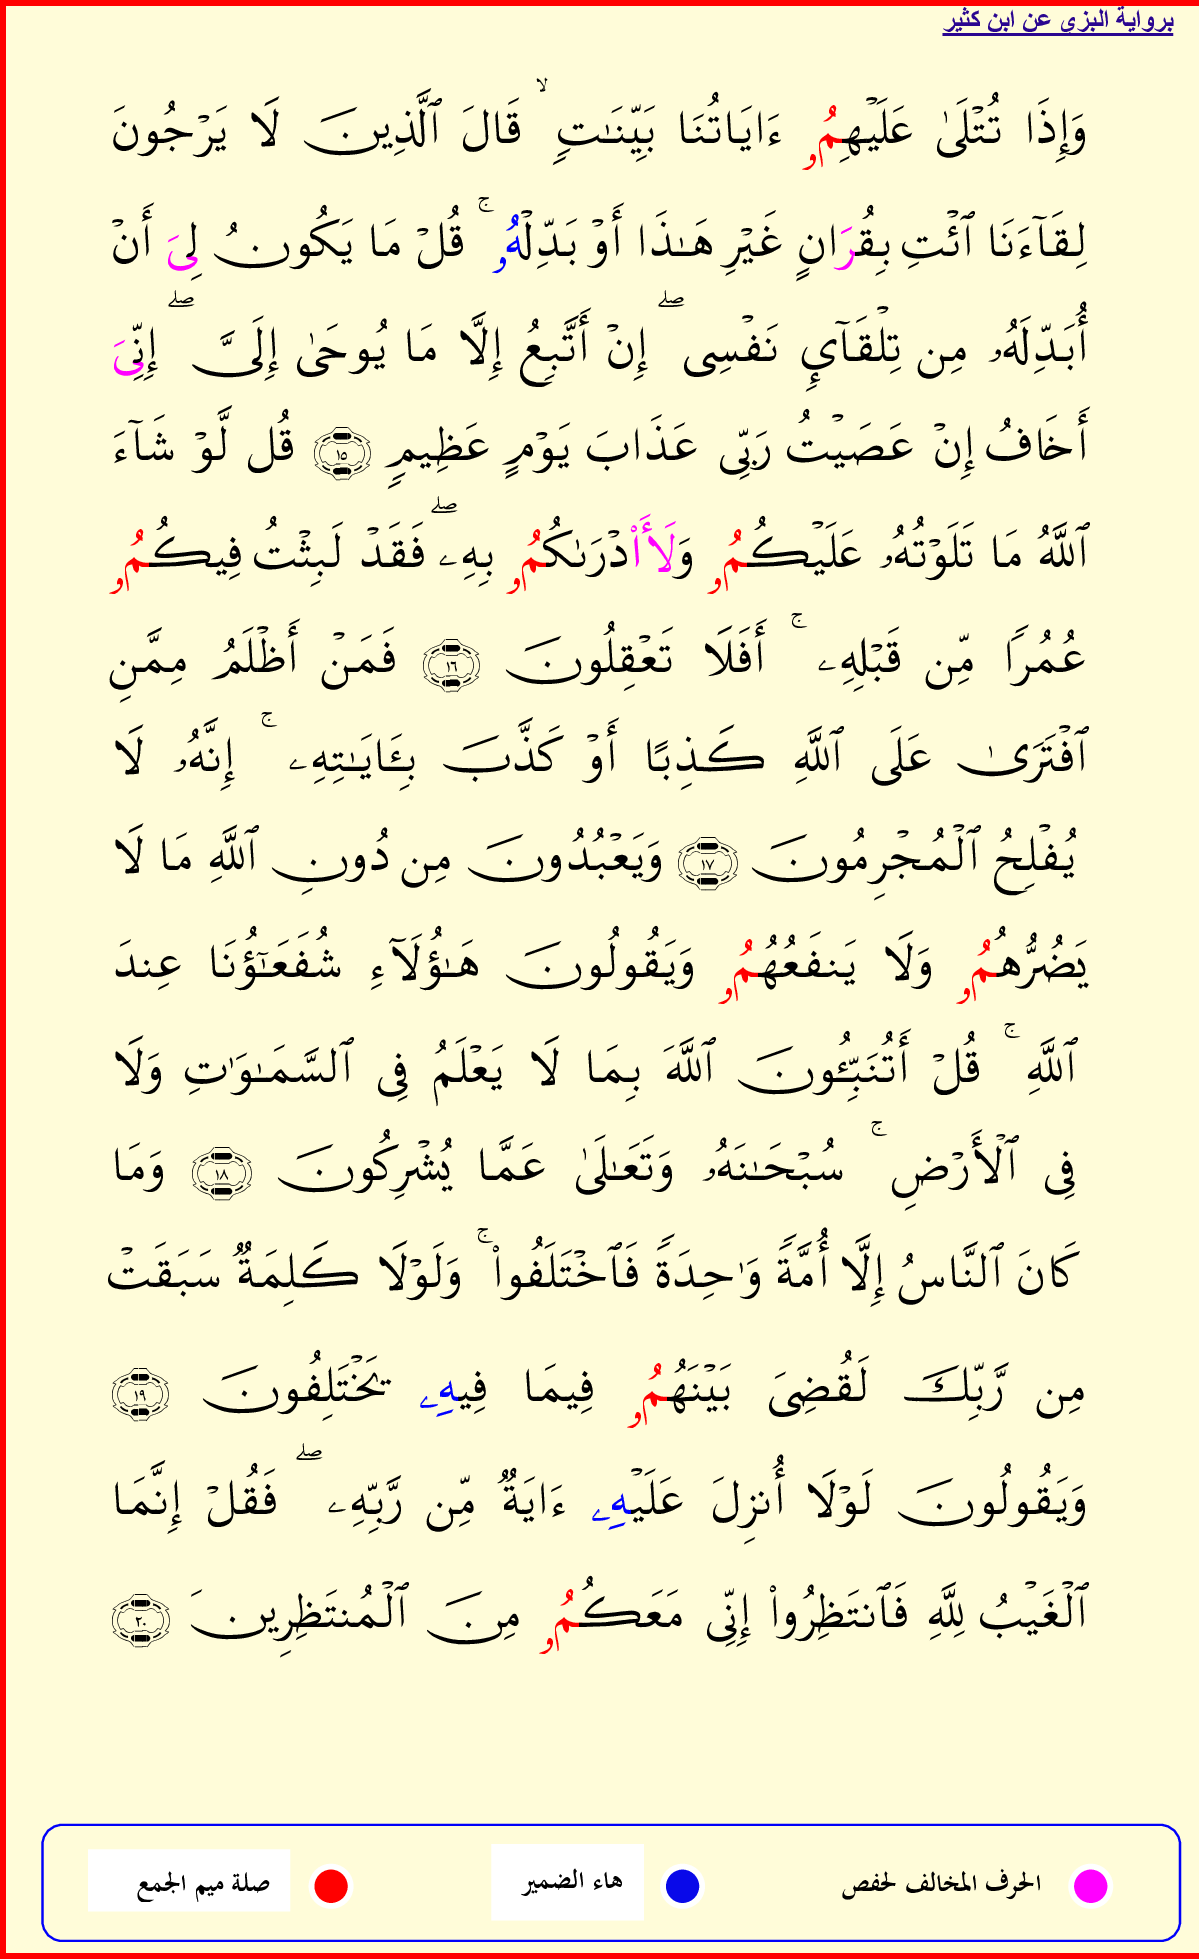 برواية البزي عن ابن كثير
وَإِذَا تُتۡلَىٰ عَلَيۡهِمُۥ ءَايَاتُنَا بَيِّنَٰتٖ ۙ قَالَ ٱلَّذِينَ لَا يَرۡجُونَ
لِقَآءَنَا ٱئۡتِ بِقُرَانٍ غَيۡرِ هَٰذَا أَوۡ بَدِّلۡهُۥ ۚ قُلۡ مَا يَكُونُ لِىَ أَنۡ
أُبَدِّلَهُۥ مِن تِلۡقَآيِٕ نَفۡسِى ۖ إِنۡ أَتَّبِعُ إِلَّا مَا يُوحَىٰ إِلَىَّ ۖ إِنِّىَ
أَخَافُ إِنۡ عَصَيۡتُ رَبِّى عَذَابَ يَوۡمٍ عَظِيمٖ ١٥ قُل لَّوۡ شَآءَ
ٱللَّهُ مَا تَلَوۡتُهُۥ عَلَيۡكُمُۥ وَلَأَاْدۡرَىٰكُمُۥ بِهِۦ ۖ فَقَدۡ لَبِثۡتُ فِيكُمُۥ
عُمُرٗا مِّن قَبۡلِهِۦ ۚ أَفَلَا تَعۡقِلُونَ ١٦ فَمَنۡ أَظۡلَمُ مِمَّنِ
ٱفۡتَرَىٰ عَلَى ٱللَّهِ كَذِبًا أَوۡ كَذَّبَ بِـَٔايَٰتِهِۦ ۚ إِنَّهُۥ لَا
يُفۡلِحُ ٱلۡمُجۡرِمُونَ ١٧ وَيَعۡبُدُونَ مِن دُونِ ٱللَّهِ مَا لَا
يَضُرُّهُمُۥ وَلَا يَنفَعُهُمُۥ وَيَقُولُونَ هَٰٓؤُلَآءِ شُفَعَٰٓؤُنَا عِندَ
ٱللَّهِ ۚ قُلۡ أَتُنَبِّـُٔونَ ٱللَّهَ بِمَا لَا يَعۡلَمُ فِى ٱلسَّمَٰوَٰتِ وَلَا
فِى ٱلۡأَرۡضِ ۚ سُبۡحَٰنَهُۥ وَتَعَٰلَىٰ عَمَّا يُشۡرِكُونَ ١٨ وَمَا
كَانَ ٱلنَّاسُ إِلَّا أُمَّةٗ وَٰحِدَةٗ فَٱخۡتَلَفُواْ ۚ وَلَوۡلَا كَلِمَةٞ سَبَقَتۡ
مِن رَّبِّكَ لَقُضِىَ بَيۡنَهُمُۥ فِيمَا فِيهِۦ يَخۡتَلِفُونَ ١٩
وَيَقُولُونَ لَوۡلَا أُنزِلَ عَلَيۡهِۦ ءَايَةٞ مِّن رَّبِّهِۦ ۖ فَقُلۡ إِنَّمَا
ٱلۡغَيۡبُ لِلَّهِ فَٱنتَظِرُواْ إِنِّى مَعَكُمُۥ مِنَ ٱلۡمُنتَظِرِينَ ٢٠
الحرف المخالف لحفص هاء الضمير صلة ميم الجمع